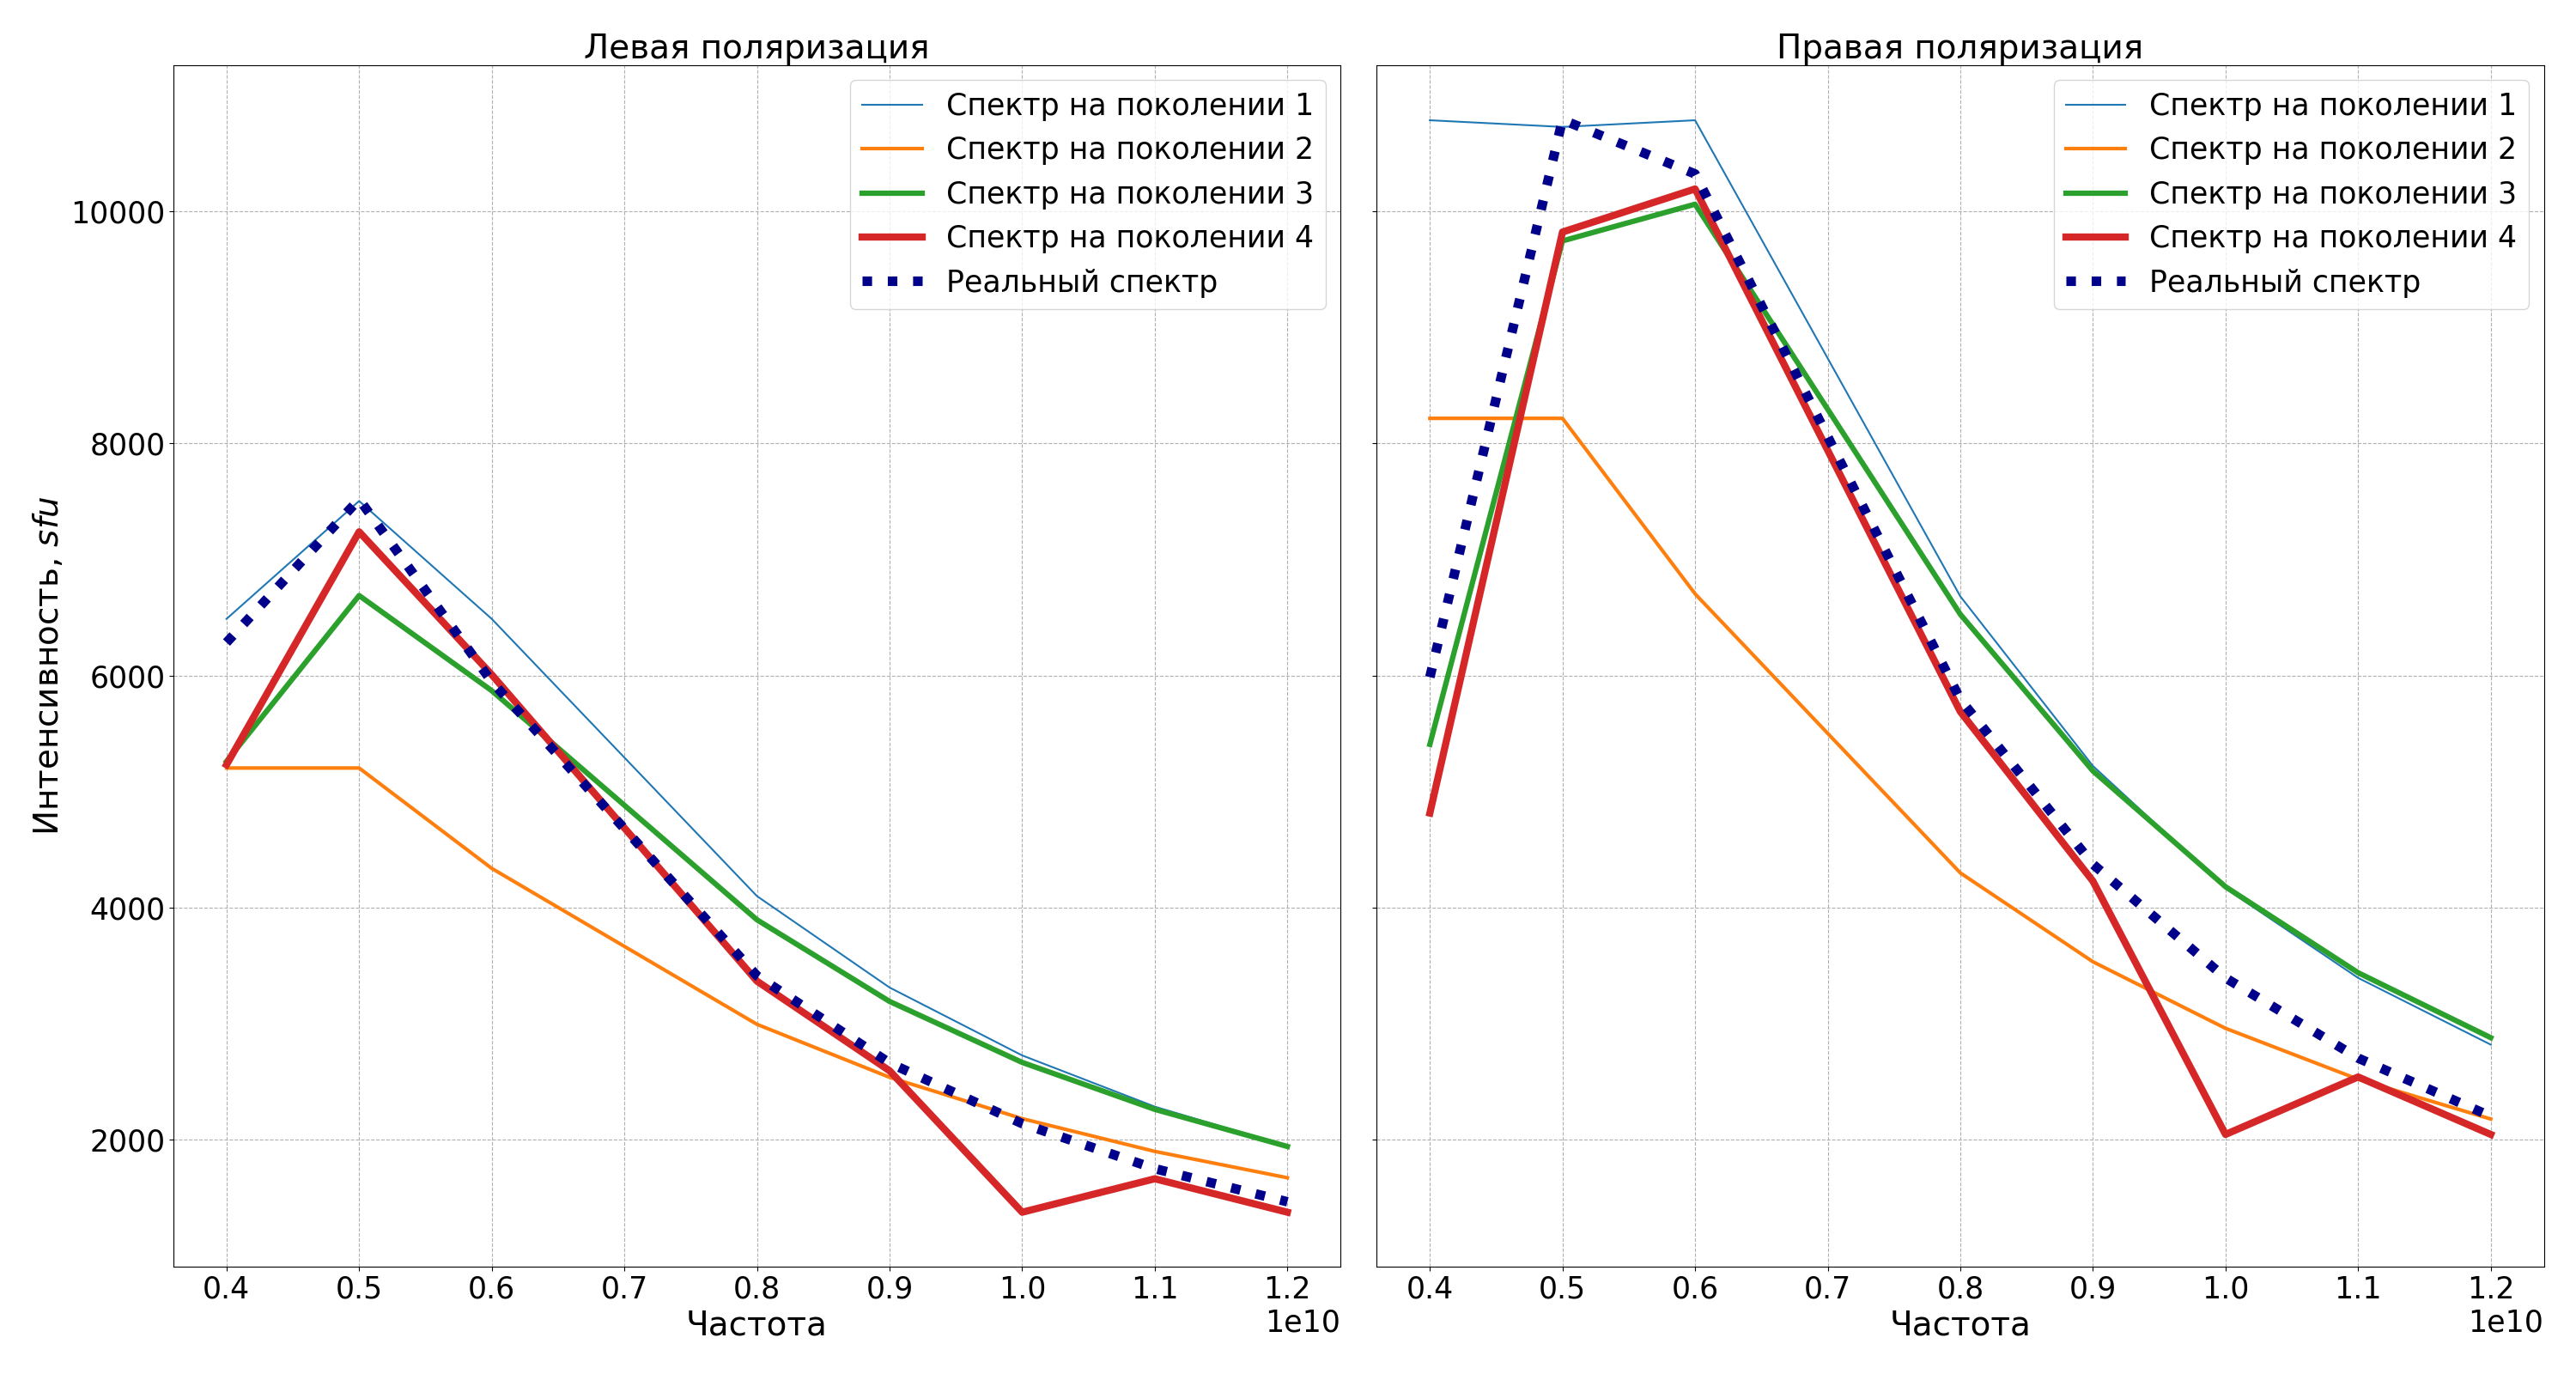 Левая поляризация
Интенсивность, sfu
10000
8000
6000
4000
2000
Спектр на поколении 1
Спектр на поколении 2
Спектр на поколении 3
Спектр на поколении 4
Реальный спектр
0.4 0.5 0.6 0.7 0.8 0.9 1.0 1.1 1.2
1e10
Частота
Правая поляризация
Спектр на поколении 1
Спектр на поколении 2
Спектр на поколении 3
Спектр на поколении 4
Реальный спектр
0.4 0.5 0.6 0.7 0.8 0.9 1.0 1.1 1.2
1e10
Частота